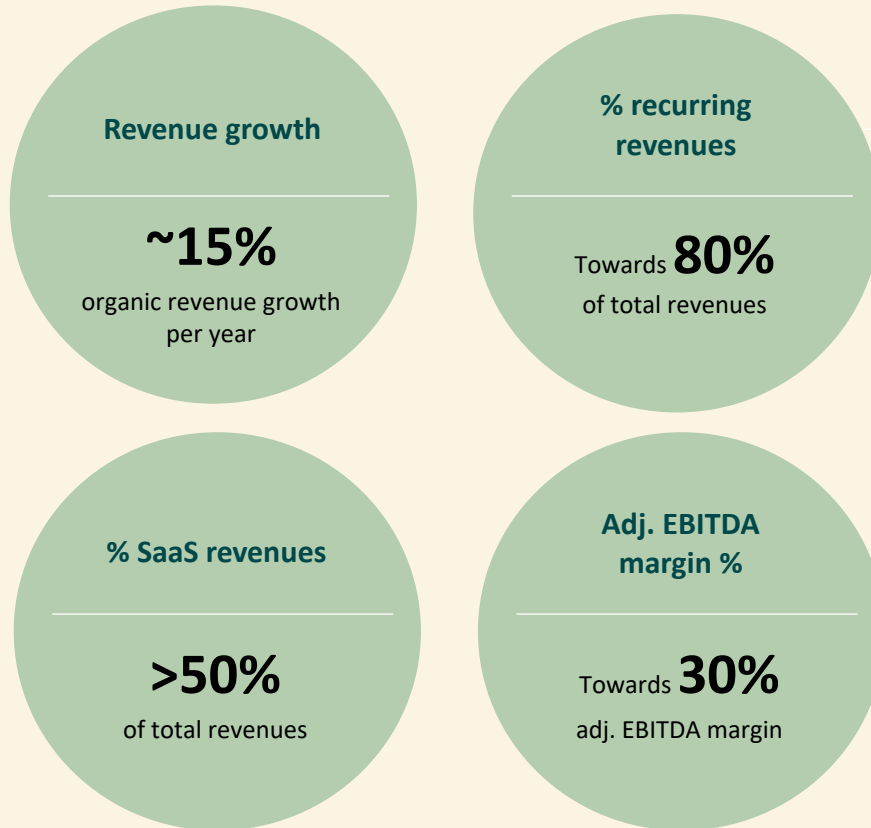 Revenue growth
~15%
organic revenue growth
per year
% recurring
revenues
Towards 80%
of total revenues
% SaaS revenues
>50%
of total revenues
Adj. EBITDA
margin %
Towards 30%
adj. EBITDA margin